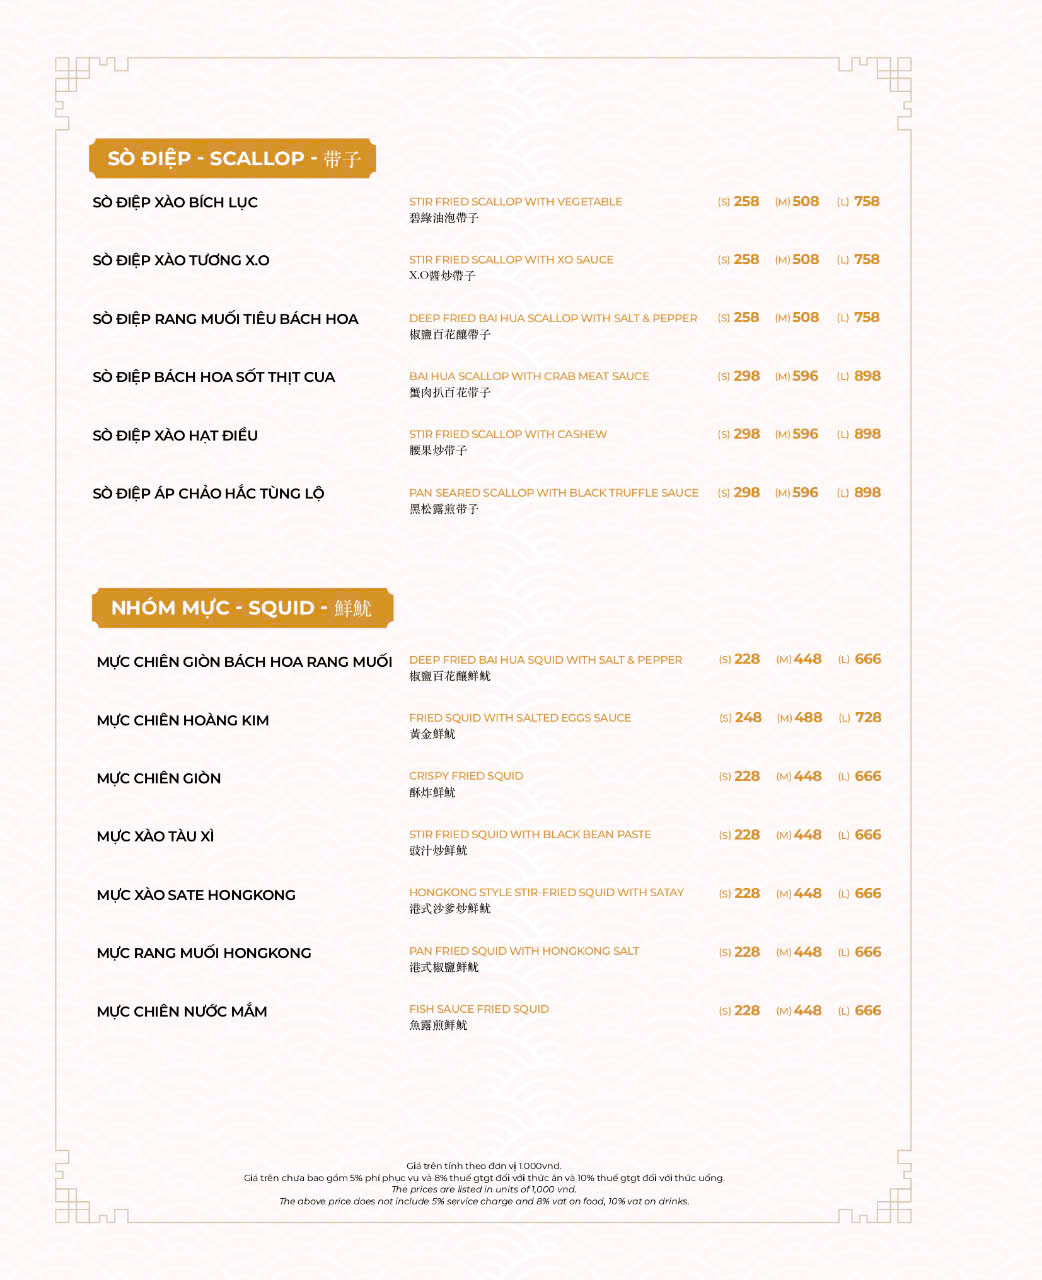 SÒ ĐIỆP - SCALLOP - 帶子
SÒ ĐIỆP XÀO BÍCH LỤC STIR FRIED SCALLOP WITH VEGETABLE (S) 258 (M) 508 (L) 758
碧綠油泡帶子
SÒ ĐIỆP XÀO TƯƠNG X.O STIR FRIED SCALLOP WITH XO SAUCE (S) 258 (M) 508 (L) 758
X.O醬炒帶子
SÒ ĐIỆP RANG MUỐI TIÊU BÁCH HOA DEEP FRIED BAI HUA SCALLOP WITH SALT & PEPPER (S) 258 (M) 508 (L) 758
椒鹽百花釀帶子
SÒ ĐIỆP BÁCH HOA SỐT THỊT CUA BAI HUA SCALLOP WITH CRAB MEAT SAUCE (S) 298 (M) 596 (L) 898
蟹肉扒百花带子
SÒ ĐIỆP XÀO HẠT ĐIỀU STIR FRIED SCALLOP WITH CASHEW (S) 298 (M) 596 (L) 898
腰果炒带子
SÒ ĐIỆP ÁP CHẢO HẮC TÙNG LỘ PAN SEARED SCALLOP WITH BLACK TRUFFLE SAUCE (S) 298 (M) 596 (L) 898
黑松露煎带子
NHÓM MỰC - SQUID - 鮮魷
MỰC CHIÊN GIÒN BÁCH HOA RANG MUỐI DEEP FRIED BAI HUA SQUID WITH SALT & PEPPER (S) 228 (M) 448 (L) 666
椒鹽百花釀鮮魷
MỰC CHIÊN HOÀNG KIM FRIED SQUID WITH SALTED EGGS SAUCE (S) 248 (M) 488 (L) 728
黃金鮮魷
MỰC CHIÊN GIÒN CRISPY FRIED SQUID (S) 228 (M) 448 (L) 666
酥炸鮮魷
MỰC XÀO TÀU XÌ STIR FRIED SQUID WITH BLACK BEAN PASTE (S) 228 (M) 448 (L) 666
豉汁炒鮮魷
MỰC XÀO SATE HONGKONG HONGKONG STYLE STIR-FRIED SQUID WITH SATAY (S) 228 (M) 448 (L) 666
港式沙爹炒鮮魷
MỰC RANG MUỐI HONGKONG PAN FRIED SQUID WITH HONGKONG SALT (S) 228 (M) 448 (L) 666
港式椒鹽鮮魷
MỰC CHIÊN NƯỚC MẮM FISH SAUCE FRIED SQUID (S) 228 (M) 448 (L) 666
魚露煎鮮魷
Giá trên tính theo đơn vị 1.000vnd.
Giá trên chưa bao gồm 5% phí phục vụ và 8% thuế gtgt đối với thức ăn và 10% thuế gtgt đối với thức uống.
The prices are listed in units of 1,000 vnd.
The above price does not include 5% service charge and 8% vat on food, 10% vat on drinks.